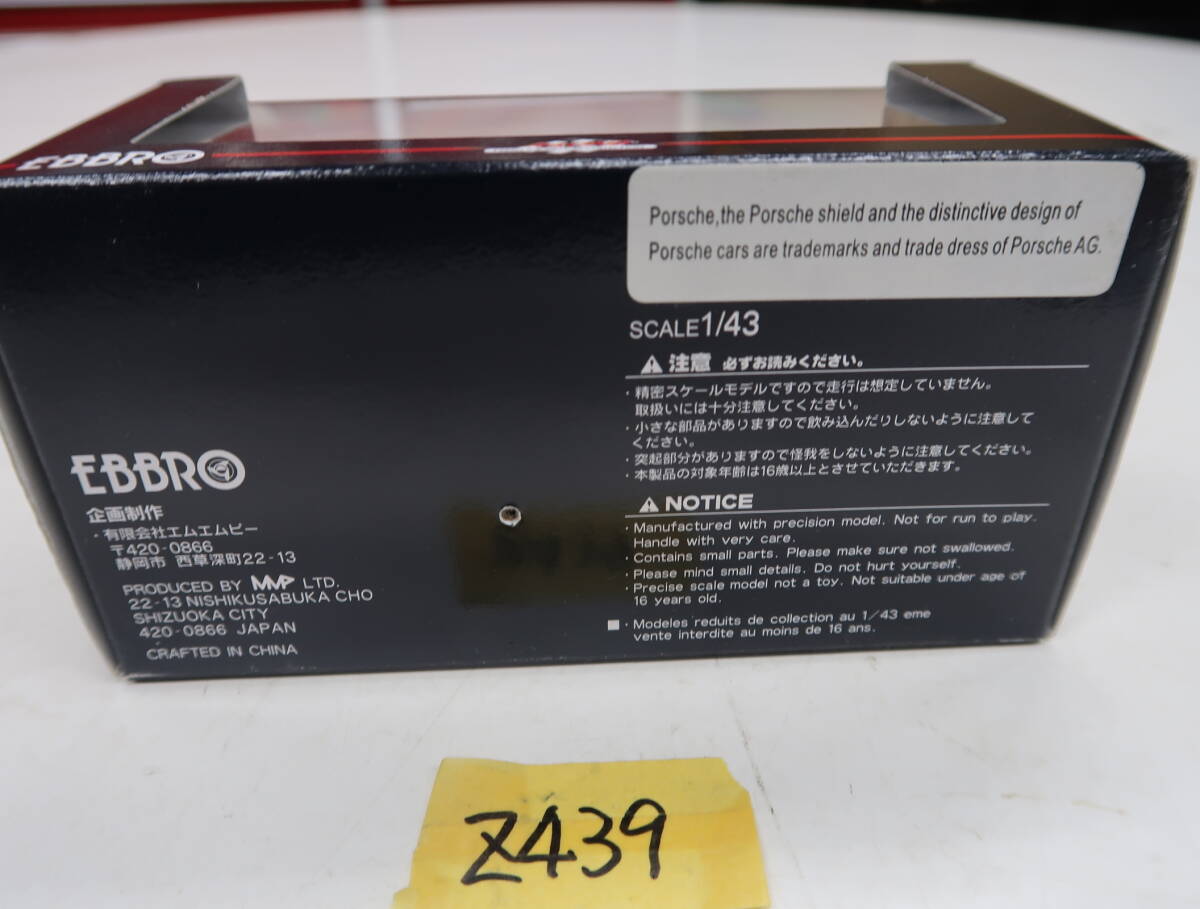 EBBRO
Porsche,the Porsche shield and the distinctive design of
Porsche cars are trademarks and trade dress of Porsche AG.
SCALE1/43
注意 必ずお読みください。
・精密スケールモデルですので走行は想定していません。
取扱いには十分注意してください。
・小さな部品がありますので飲み込んだりしないように注意して
ください。
・突起部分がありますので怪我をしないように注意してください。
・本製品の対象年齢は16歳以上とさせていただきます。
NOTICE
・Manufactured with precision model. Not for run to play.
Handle with very care.
・Contains small parts. Please make sure not swallowed.
・Please mind small details. Do not hurt yourself.
・Precise scale model not a toy. Not suitable under age of
16 years old.
・Modeles reduits de collection au 1/43 eme
vente interdite au moins de 16 ans.
EBBRO
企画制作
・有限会社エムエムピー
〒420-0866
静岡市 西草深町22-13
PRODUCED BY MMP LTD.
22-13 NISHIKUSABUKA CHO
SHIZUOKA CITY
420-0866 JAPAN
CRAFTED IN CHINA
Z439